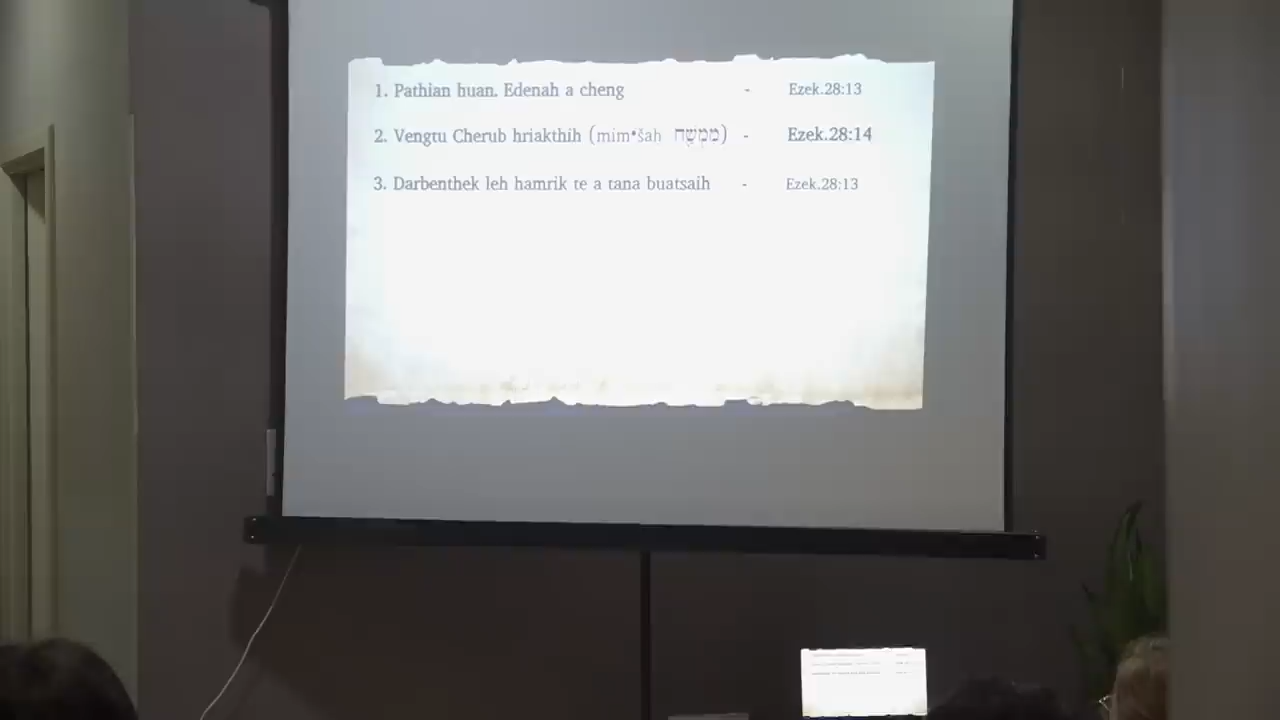 1. Pathian huan. Edenah a cheng - Ezek.28:13
2. Vengtu Cherub hriakthih (mim•šah מִמְשַׁח) - Ezek.28:14
3. Darbenthek leh hamrik te a tana buatsaih - Ezek.28:13